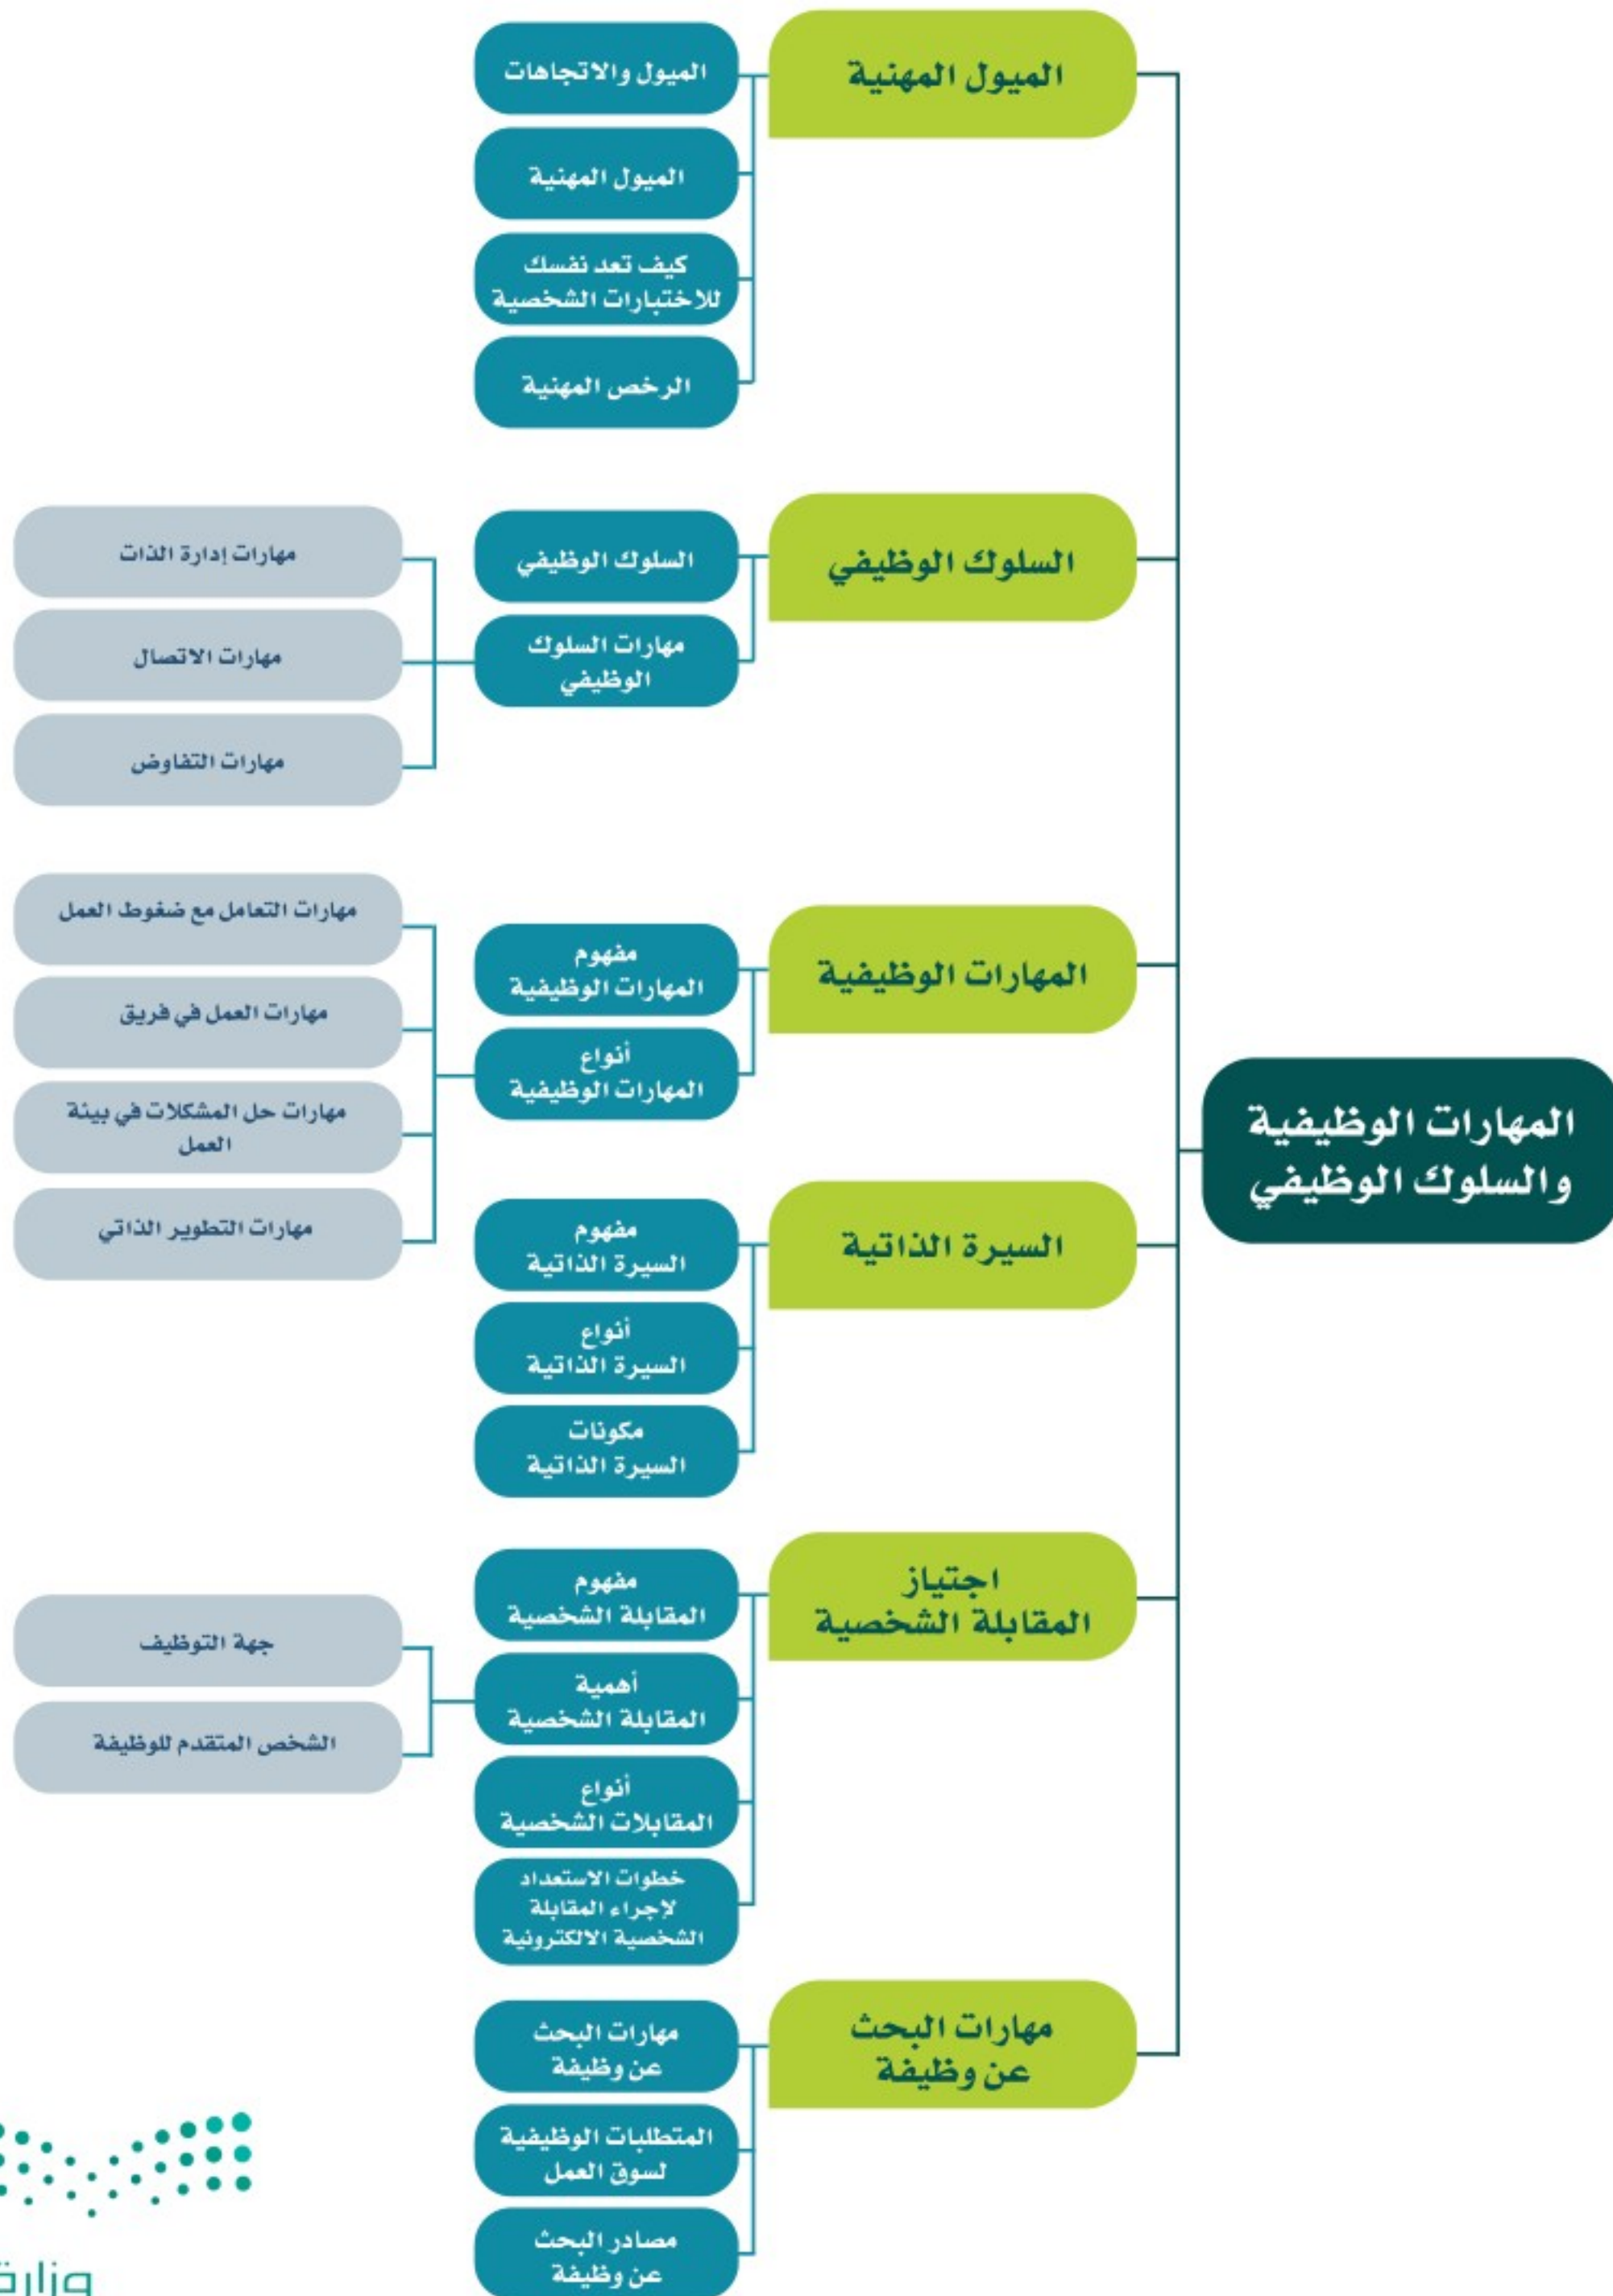 المهارات الوظيفية
والسلوك الوظيفي
الميول المهنية
الميول والاتجاهات
الميول المهنية
كيف تعد نفسك
للاختبارات الشخصية
الرخص المهنية
السلوك الوظيفي
السلوك الوظيفي
مهارات السلوك
الوظيفي
مهارات إدارة الذات
مهارات الاتصال
مهارات التفاوض
المهارات الوظيفية
مفهوم
المهارات الوظيفية
أنواع
المهارات الوظيفية
مهارات التعامل مع ضغوط العمل
مهارات العمل في فريق
مهارات حل المشكلات في بيئة
العمل
مهارات التطوير الذاتي
السيرة الذاتية
مفهوم
السيرة الذاتية
أنواع
السيرة الذاتية
مكونات
السيرة الذاتية
اجتياز
المقابلة الشخصية
مفهوم
المقابلة الشخصية
أهمية
المقابلة الشخصية
جهة التوظيف
الشخص المتقدم للوظيفة
أنواع
المقابلات الشخصية
خطوات الاستعداد
لإجراء المقابلة
الشخصية الالكترونية
مهارات البحث
عن وظيفة
مهارات البحث
عن وظيفة
المتطلبات الوظيفية
لسوق العمل
مصادر البحث
عن وظيفة
وزارة